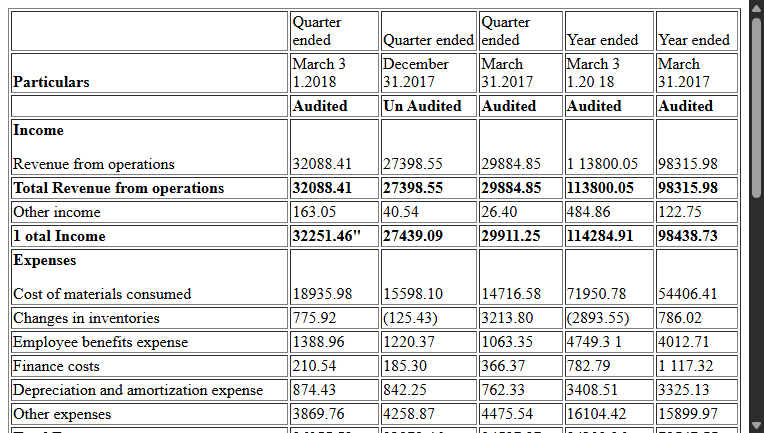 Quarter ended Quarter ended Quarter ended Year ended Year ended
Particulars March 3 1.2018 December 31.2017 March 31.2017 March 3 1.20 18 March 31.2017
Audited Un Audited Audited Audited Audited
Income
Revenue from operations 32088.41 27398.55 29884.85 1 13800.05 98315.98
Total Revenue from operations 32088.41 27398.55 29884.85 113800.05 98315.98
Other income 163.05 40.54 26.40 484.86 122.75
1 otal Income 32251.46" 27439.09 29911.25 114284.91 98438.73
Expenses
Cost of materials consumed 18935.98 15598.10 14716.58 71950.78 54406.41
Changes in inventories 775.92 (125.43) 3213.80 (2893.55) 786.02
Employee benefits expense 1388.96 1220.37 1063.35 4749.3 1 4012.71
Finance costs 210.54 185.30 366.37 782.79 1 117.32
Depreciation and amortization expense 874.43 842.25 762.33 3408.51 3325.13
Other expenses 3869.76 4258.87 4475.54 16104.42 15899.97